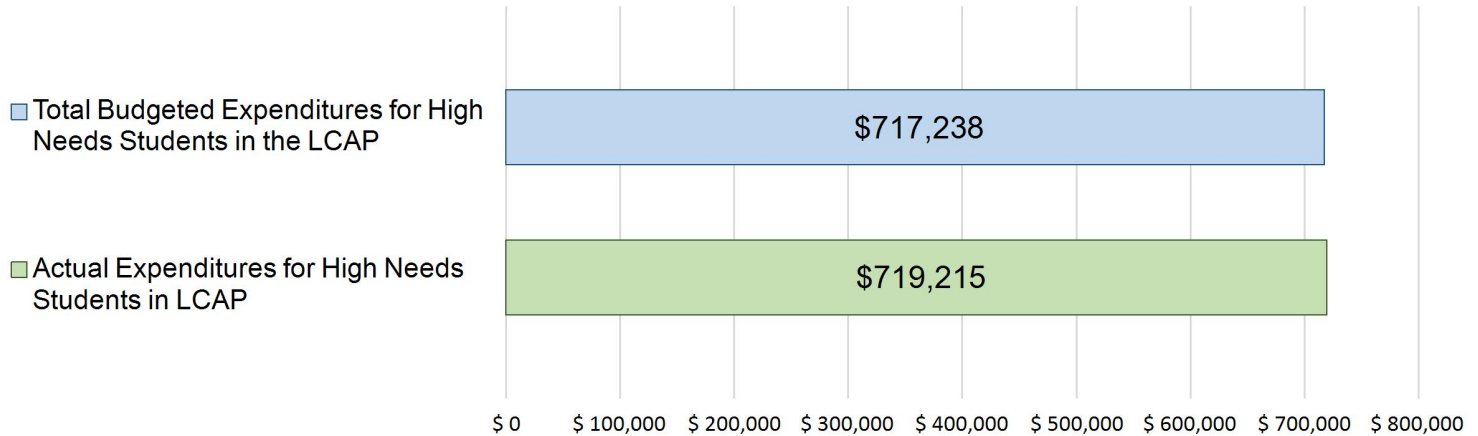 Total Budgeted Expenditures for High
Needs Students in the LCAP
$717,238
Actual Expenditures for High Needs
Students in LCAP
$719,215
$ 0 $ 100,000 $ 200,000 $ 300,000 $ 400,000 $ 500,000 $ 600,000 $ 700,000 $ 800,000